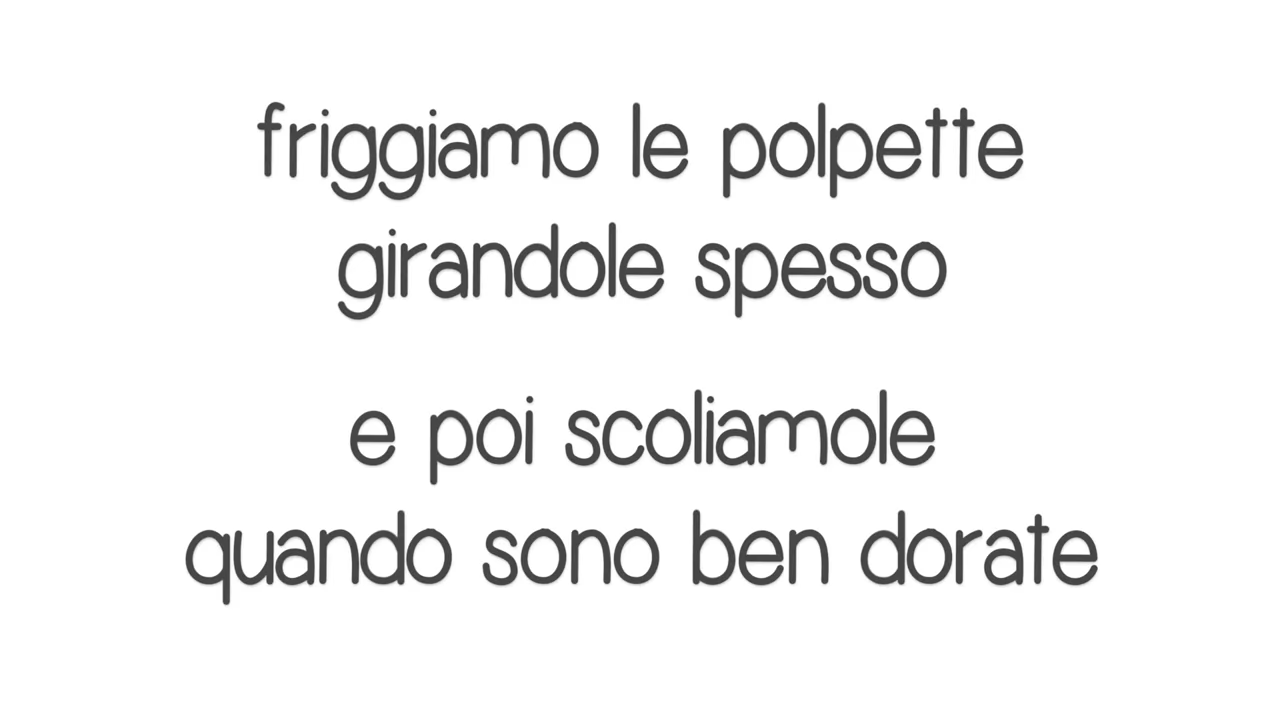 friggiamo le polpette
girandole spesso
e poi scoliamole
quando sono ben dorate